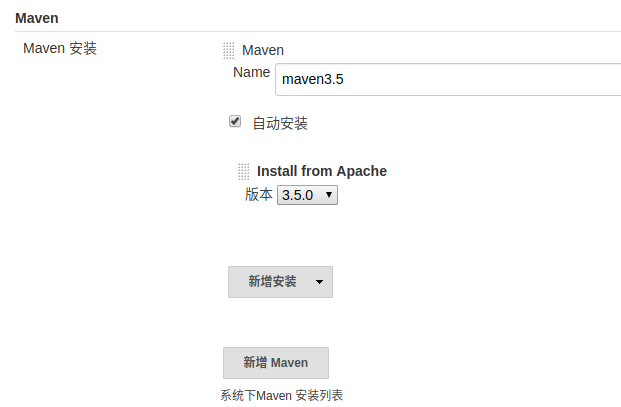 Maven
Maven 安装
Maven
Name
maven3.5
自动安装
Install from Apache
版本 3.5.0
新增安装
新增 Maven
系统下Maven 安装列表